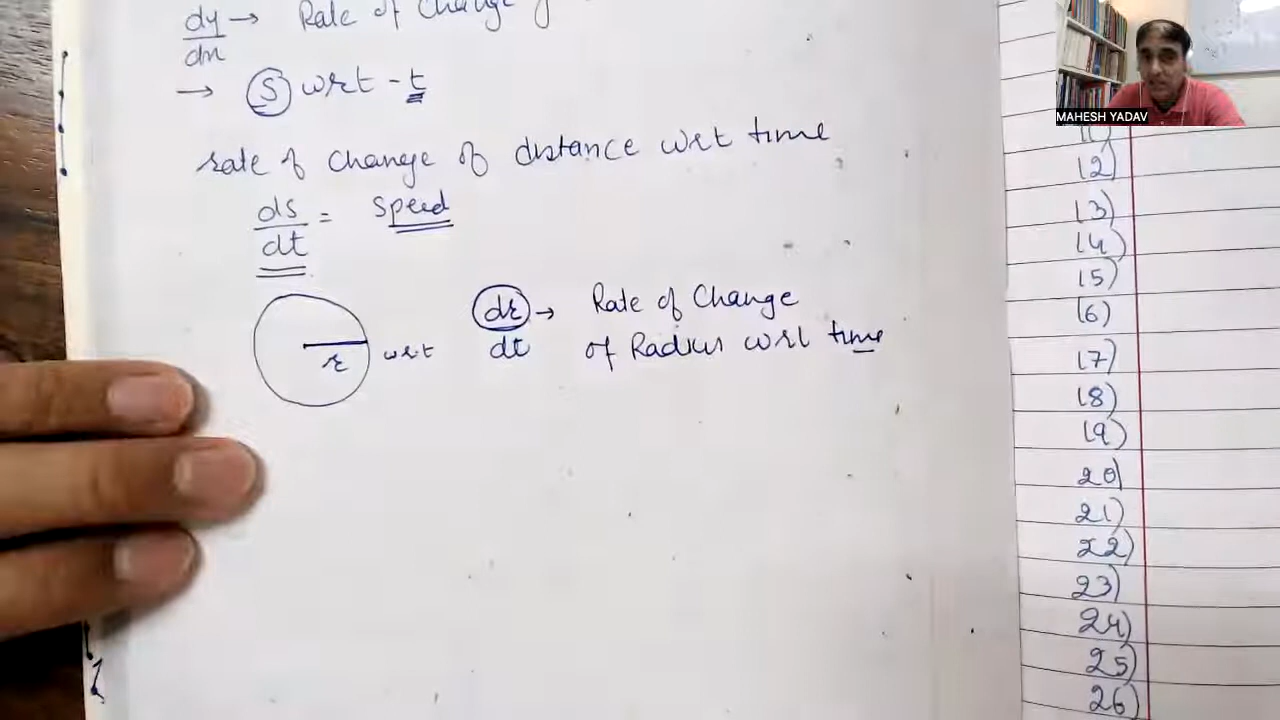 dy → Rate of Change
dx
→ S wrt - t
rate of Change of distance wrt time
ds = Speed
dt
r wrt
dr → Rate of Change
dt of Radius wrt time
MAHESH YADAV
12)
13)
14)
15)
16)
17)
18)
19)
20)
21)
22)
23)
24)
25)
26)